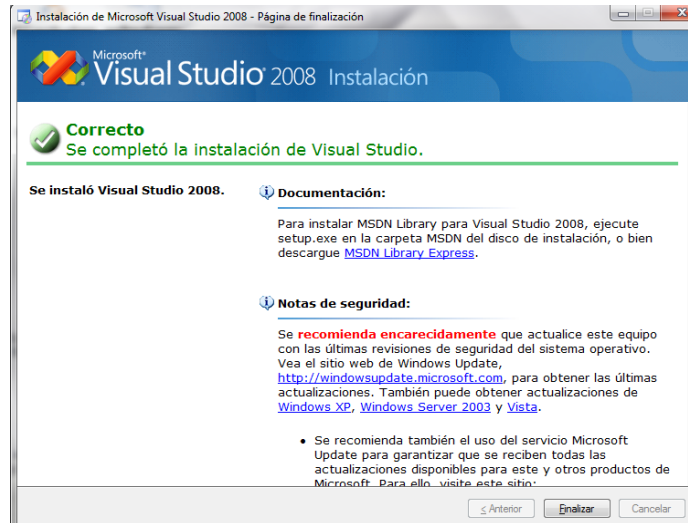 Instalación de Microsoft Visual Studio 2008 - Página de finalización
Microsoft®
Visual Studio® 2008 Instalación
Correcto
Se completó la instalación de Visual Studio.
Se instaló Visual Studio 2008.
Documentación:
Para instalar MSDN Library para Visual Studio 2008, ejecute
setup.exe en la carpeta MSDN del disco de instalación, o bien
descargue MSDN Library Express.
Notas de seguridad:
Se recomienda encarecidamente que actualice este equipo
con las últimas revisiones de seguridad del sistema operativo.
Vea el sitio web de Windows Update,
http://windowsupdate.microsoft.com, para obtener las últimas
actualizaciones. También puede obtener actualizaciones de
Windows XP, Windows Server 2003 y Vista.
• Se recomienda también el uso del servicio Microsoft
Update para garantizar que se reciben todas las
actualizaciones disponibles para este y otros productos de
Microsoft. Para ello, visite este sitio:
< Anterior
Finalizar
Cancelar